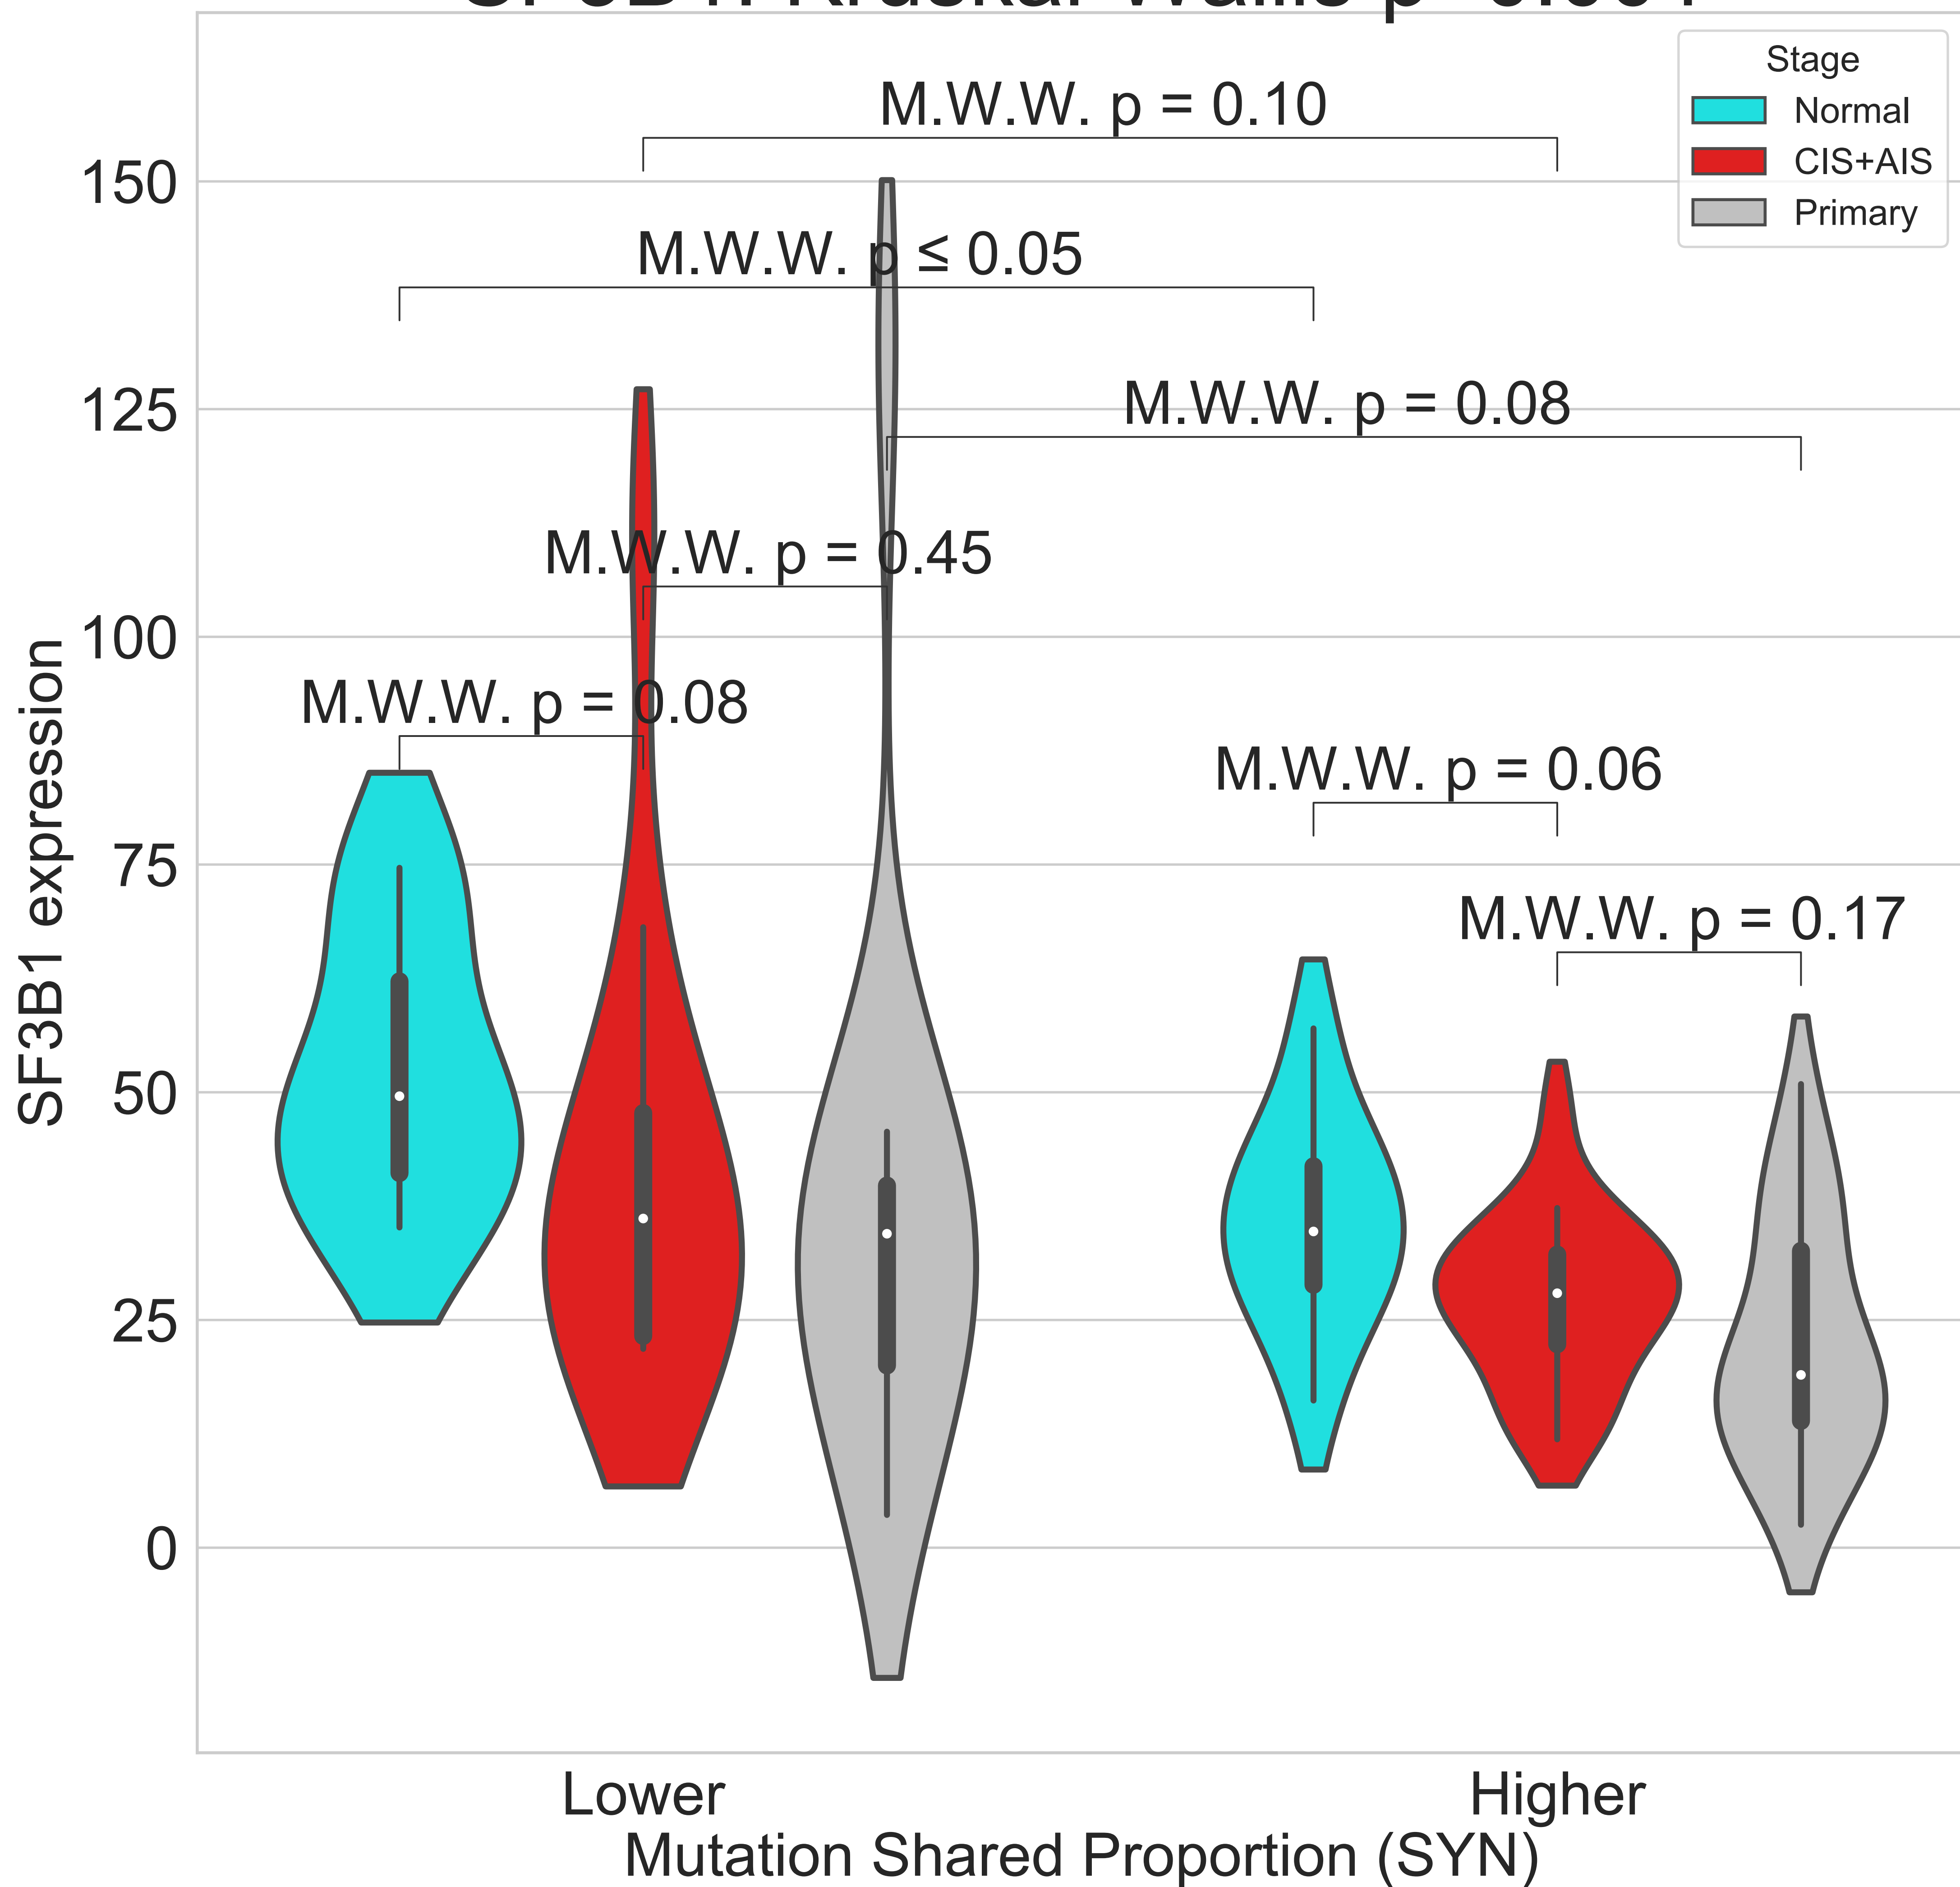 Stage
Normal
CIS+AIS
Primary
M.W.W. p = 0.10
M.W.W. p ≤ 0.05
M.W.W. p = 0.08
M.W.W. p = 0.45
M.W.W. p = 0.08
M.W.W. p = 0.06
M.W.W. p = 0.17
150
125
100
75
50
25
0
SF3B1 expression
Lower
Higher
Mutation Shared Proportion (SYN)